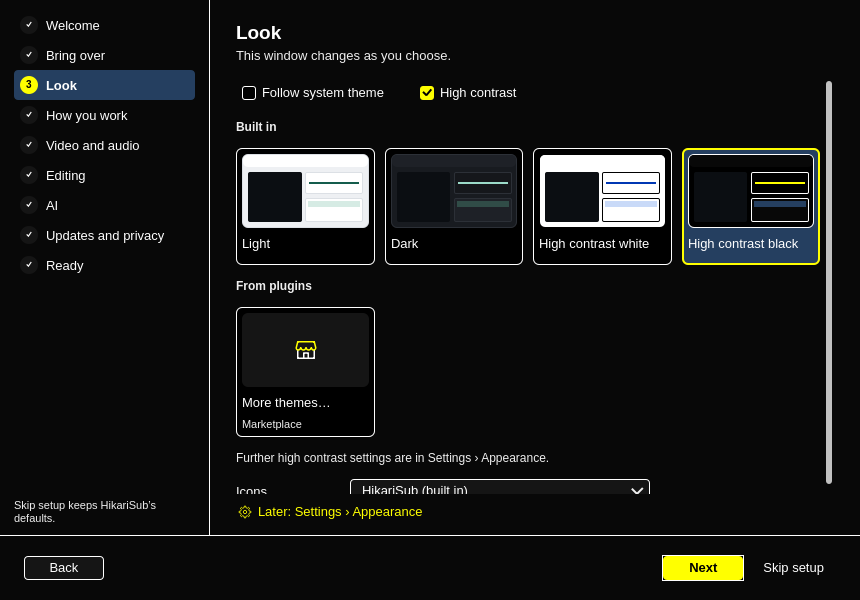 Welcome
Bring over
3 Look
How you work
Video and audio
Editing
AI
Updates and privacy
Ready
Skip setup keeps HikariSub's
defaults.
Look
This window changes as you choose.
Follow system theme
High contrast
Built in
Light
Dark
High contrast white
High contrast black
From plugins
More themes…
Marketplace
Further high contrast settings are in Settings › Appearance.
Icons
HikariSub (built in)
Later: Settings › Appearance
Back
Next
Skip setup